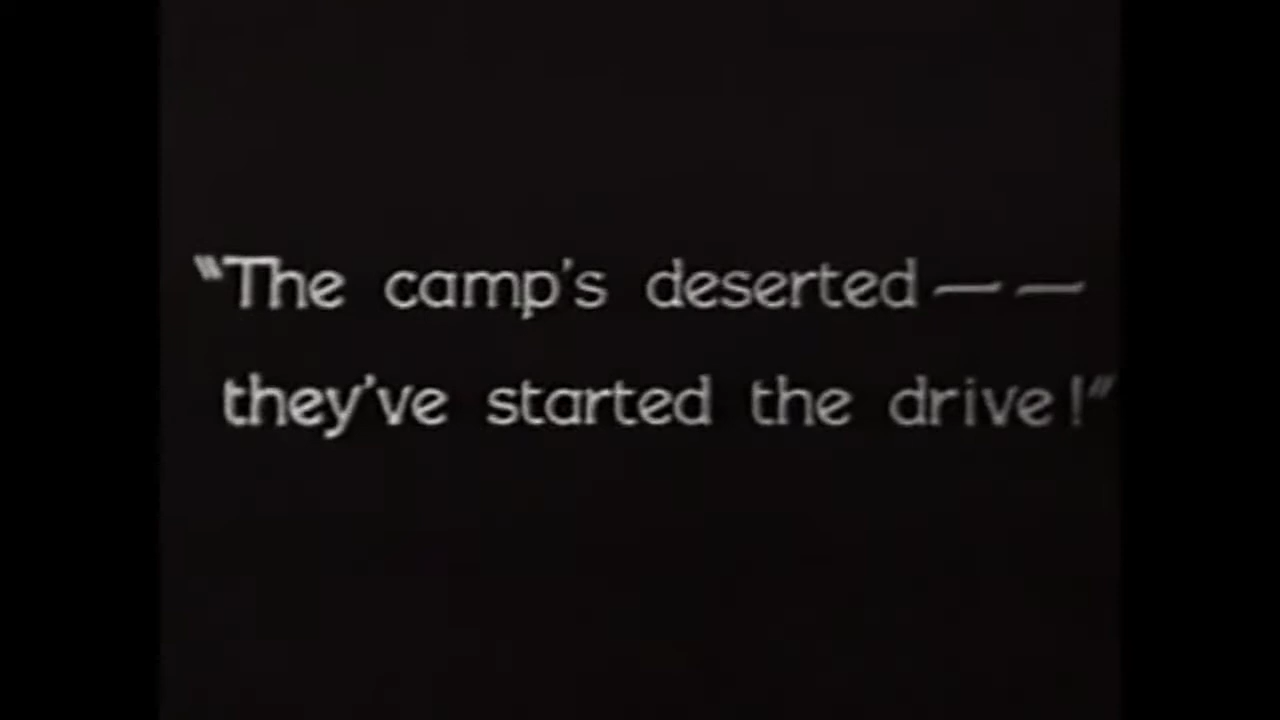 "The camp's deserted — —
they've started the drive!"